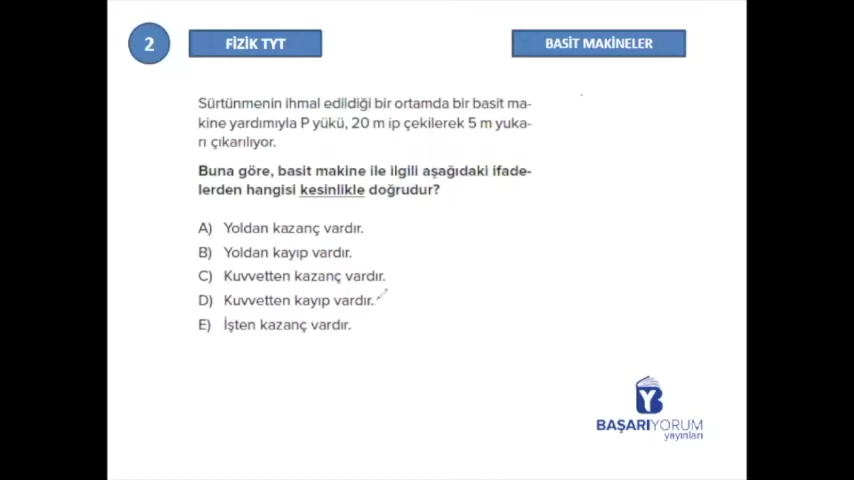 2
FİZİK TYT
BASİT MAKİNELER
Sürtünmenin ihmal edildiği bir ortamda bir basit ma-
kine yardımıyla P yükü, 20 m ip çekilerek 5 m yuka-
rı çıkarılıyor.
Buna göre, basit makine ile ilgili aşağıdaki ifade-
lerden hangisi kesinlikle doğrudur?
A) Yoldan kazanç vardır.
B) Yoldan kayıp vardır.
C) Kuvvetten kazanç vardır.
D) Kuvvetten kayıp vardır.
E) İşten kazanç vardır.
BAŞARIYORUM
yayınları